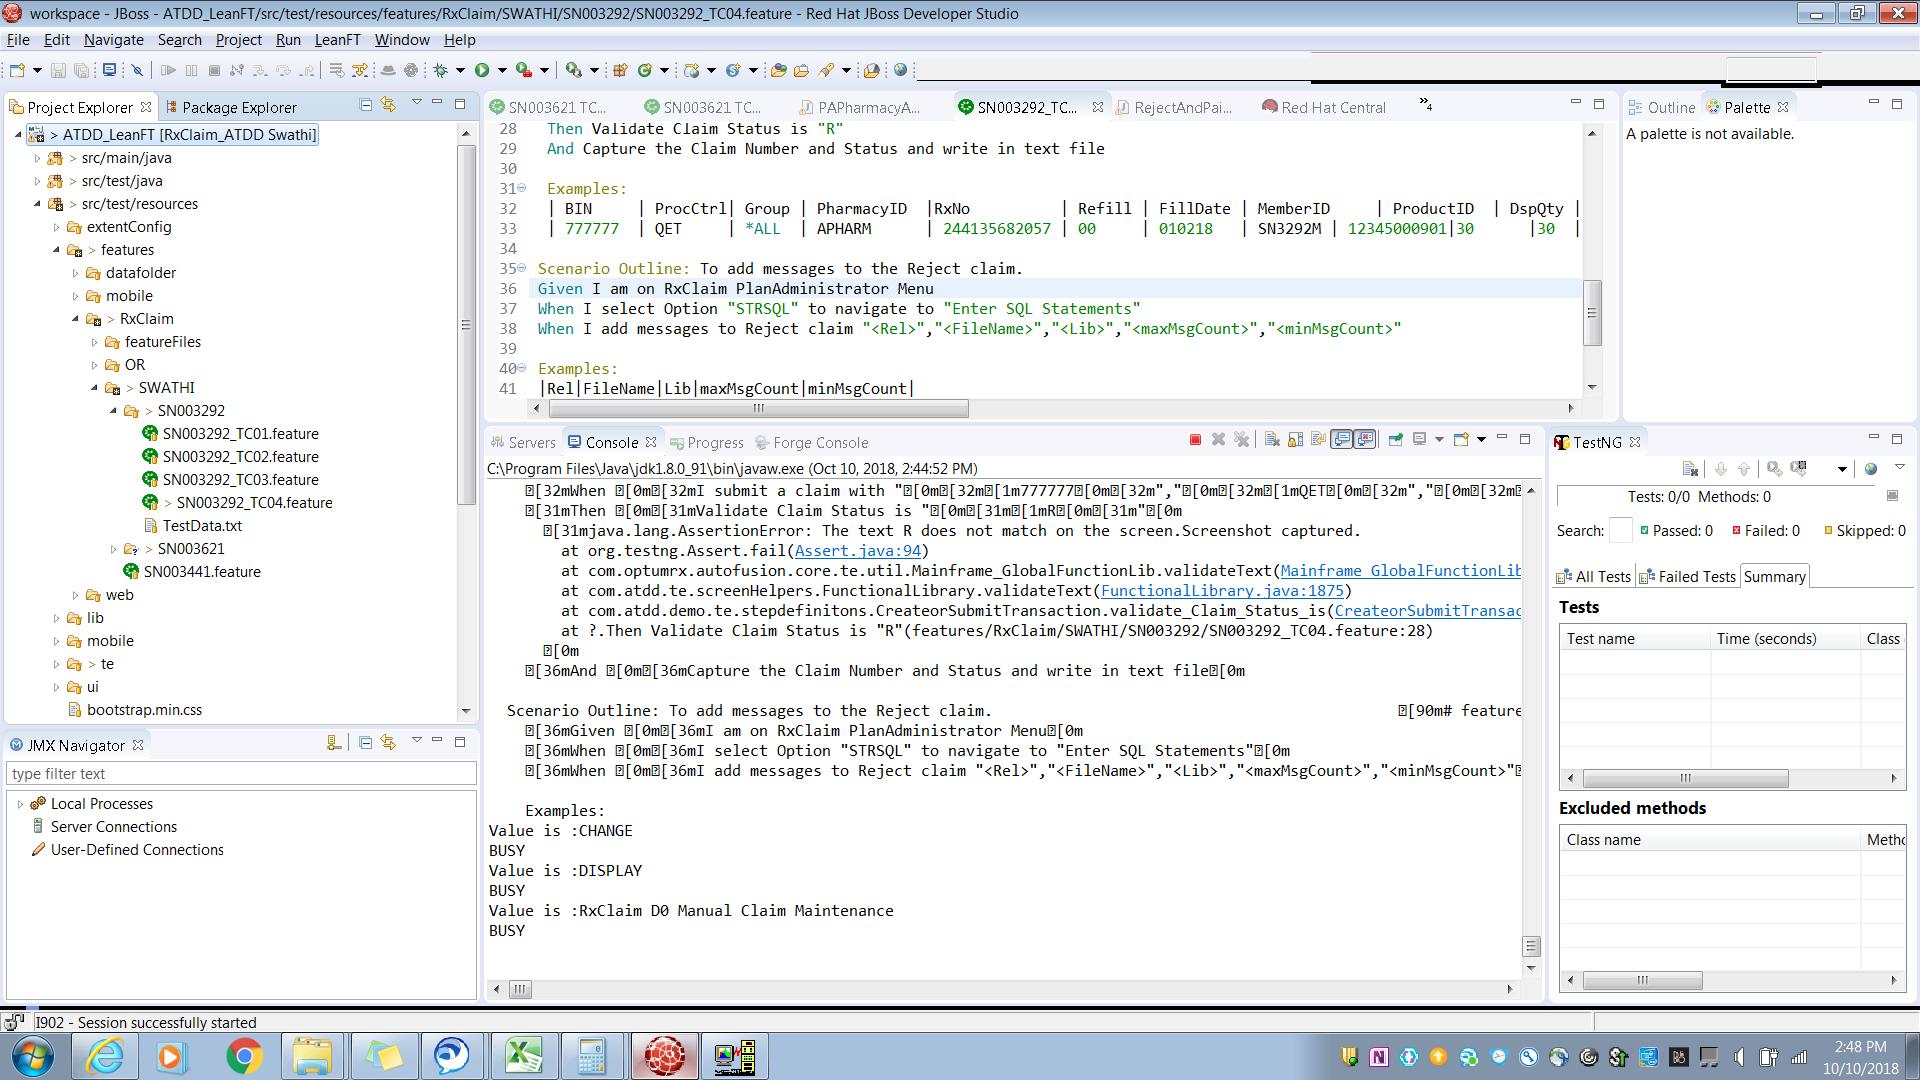 workspace - JBoss - ATDD_LeanFT/src/test/resources/features/RxClaim/SWATHI/SN003292/SN003292_TC04.feature - Red Hat JBoss Developer Studio
File Edit Navigate Search Project Run LeanFT Window Help
Project Explorer
Package Explorer
> ATDD_LeanFT [RxClaim_ATDD Swathi]
> src/main/java
> src/test/java
> src/test/resources
extentConfig
> features
datafolder
mobile
> RxClaim
featureFiles
OR
> SWATHI
> SN003292
SN003292_TC01.feature
SN003292_TC02.feature
SN003292_TC03.feature
> SN003292_TC04.feature
TestData.txt
> SN003621
SN003441.feature
web
lib
mobile
> te
ui
bootstrap.min.css
JMX Navigator
type filter text
Local Processes
Server Connections
User-Defined Connections
SN003621 TC... SN003621 TC... PAPharmacyA... SN003292_TC... RejectAndPai... Red Hat Central »4
28 Then Validate Claim Status is "R"
29 And Capture the Claim Number and Status and write in text file
30
31 Examples:
32 | BIN | ProcCtrl| Group | PharmacyID |RxNo | Refill | FillDate | MemberID | ProductID | DspQty |
33 | 777777 | QET | *ALL | APHARM | 244135682057 | 00 | 010218 | SN3292M | 12345000901|30 |30 |
34
35 Scenario Outline: To add messages to the Reject claim.
36 Given I am on RxClaim PlanAdministrator Menu
37 When I select Option "STRSQL" to navigate to "Enter SQL Statements"
38 When I add messages to Reject claim "<Rel>","<FileName>","<Lib>","<maxMsgCount>","<minMsgCount>"
39
40 Examples:
41 |Rel|FileName|Lib|maxMsgCount|minMsgCount|
Outline
Palette
A palette is not available.
Servers Console Progress Forge Console
C:\Program Files\Java\jdk1.8.0_91\bin\javaw.exe (Oct 10, 2018, 2:44:52 PM)
[32mWhen [0m[32mI submit a claim with "[0m[32m[1m777777[0m[32m","[0m[32m[1mQET[0m[32m","[0m[32m
[31mThen [0m[31mValidate Claim Status is "[0m[31m[1mR[0m[31m"[0m
[31mjava.lang.AssertionError: The text R does not match on the screen.Screenshot captured.
at org.testng.Assert.fail(Assert.java:94)
at com.optumrx.autofusion.core.te.util.Mainframe_GlobalFunctionLib.validateText(Mainframe_GlobalFunctionLib
at com.atdd.te.screenHelpers.FunctionalLibrary.validateText(FunctionalLibrary.java:1875)
at com.atdd.demo.te.stepdefinitons.CreateorSubmitTransaction.validate_Claim_Status_is(CreateorSubmitTransac
at ?.Then Validate Claim Status is "R"(features/RxClaim/SWATHI/SN003292/SN003292_TC04.feature:28)
[0m
[36mAnd [0m[36mCapture the Claim Number and Status and write in text file[0m
Scenario Outline: To add messages to the Reject claim. [90m# feature
[36mGiven [0m[36mI am on RxClaim PlanAdministrator Menu[0m
[36mWhen [0m[36mI select Option "STRSQL" to navigate to "Enter SQL Statements"[0m
[36mWhen [0m[36mI add messages to Reject claim "<Rel>","<FileName>","<Lib>","<maxMsgCount>","<minMsgCount>"
Examples:
Value is :CHANGE
BUSY
Value is :DISPLAY
BUSY
Value is :RxClaim D0 Manual Claim Maintenance
BUSY
TestNG
Tests: 0/0 Methods: 0
Search: Passed: 0 Failed: 0 Skipped: 0
All Tests Failed Tests Summary
Tests
Test name Time (seconds) Class
Excluded methods
Class name Metho
I902 - Session successfully started
2:48 PM
10/10/2018